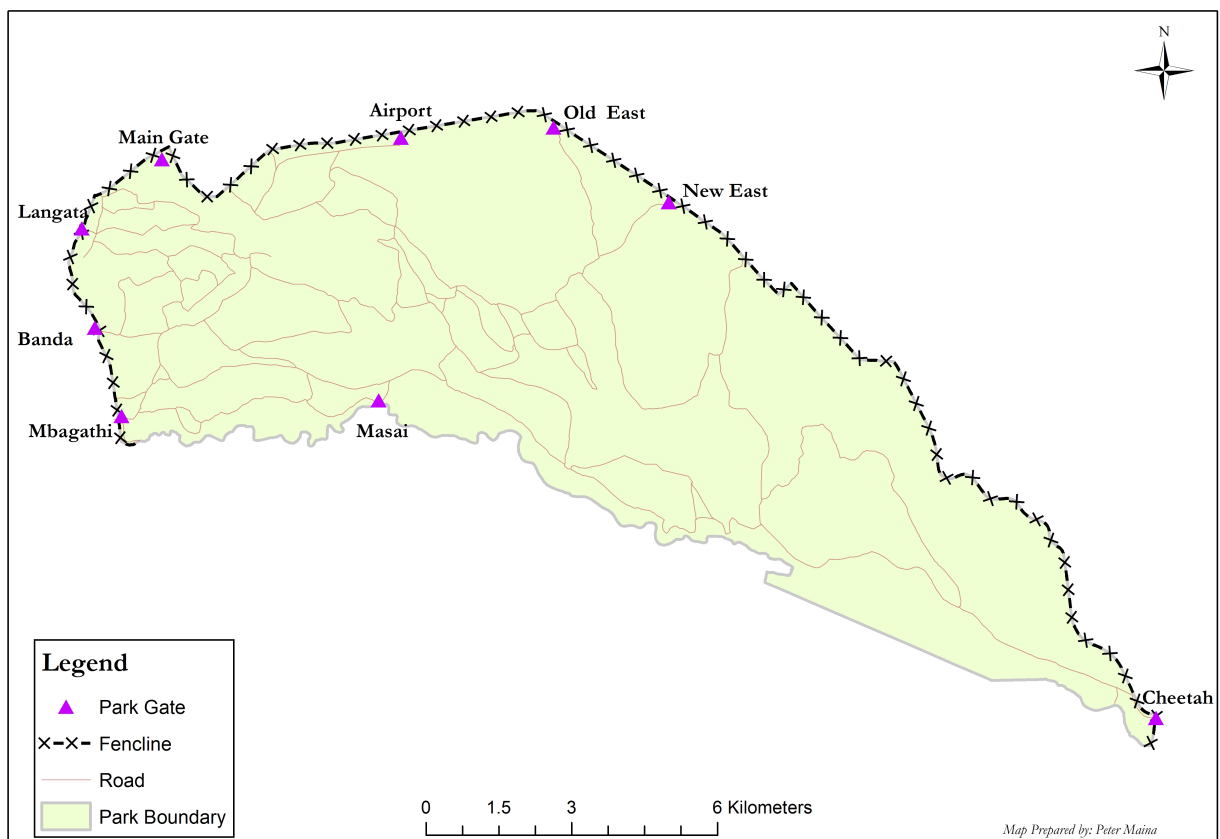 N
Airport
Old East
Main Gate
New East
Langata
Banda
Mbagathi
Masai
Cheetah
Legend
Park Gate
Fencline
Road
Park Boundary
0 1.5 3 6 Kilometers
Map Prepared by: Peter Maina